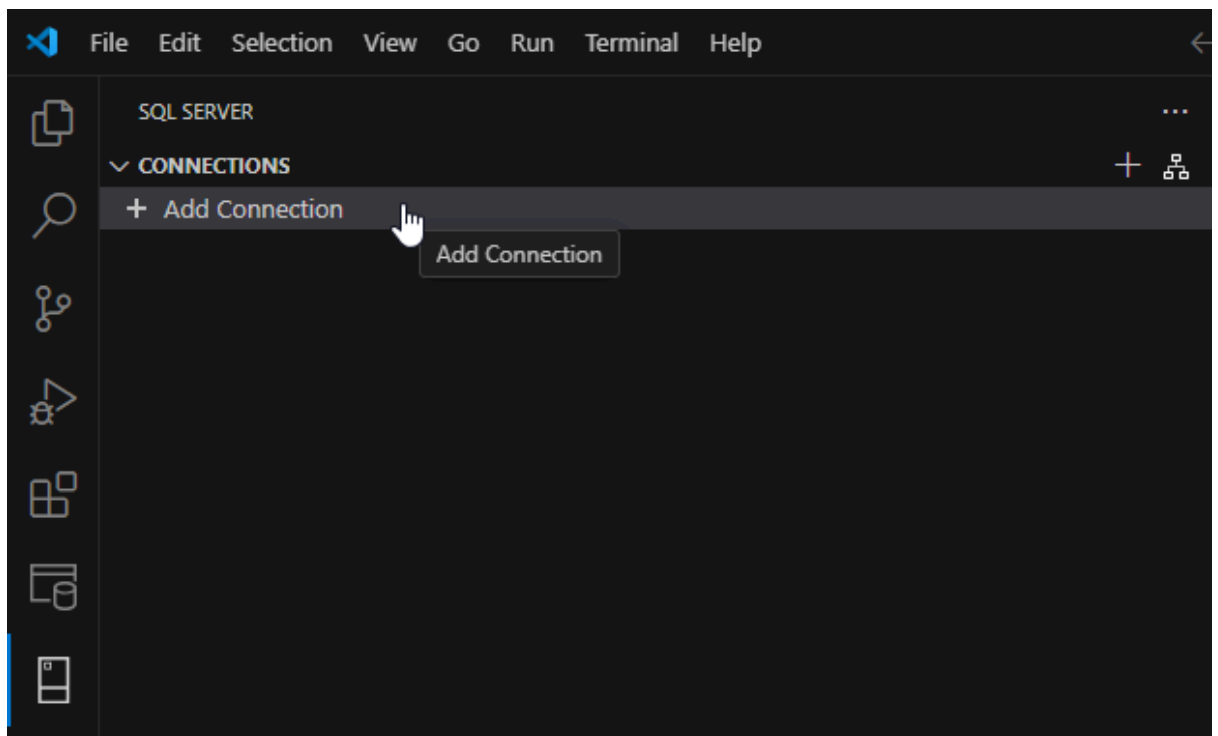 File Edit Selection View Go Run Terminal Help
SQL SERVER
CONNECTIONS
Add Connection
Add Connection